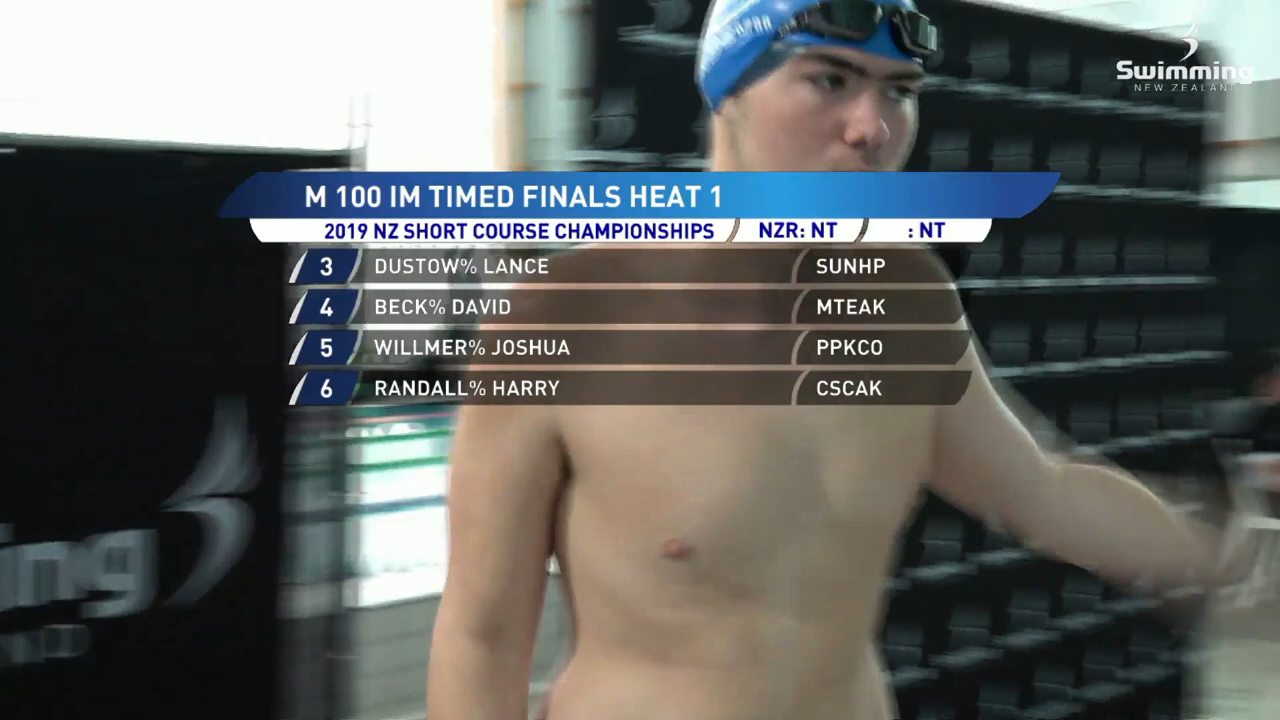 Swimming
NEW ZEALAND
M 100 IM TIMED FINALS HEAT 1
2019 NZ SHORT COURSE CHAMPIONSHIPS NZR: NT : NT
3 DUSTOW% LANCE SUNHP
4 BECK% DAVID MTEAK
5 WILLMER% JOSHUA PPKCO
6 RANDALL% HARRY CSCAK
ing